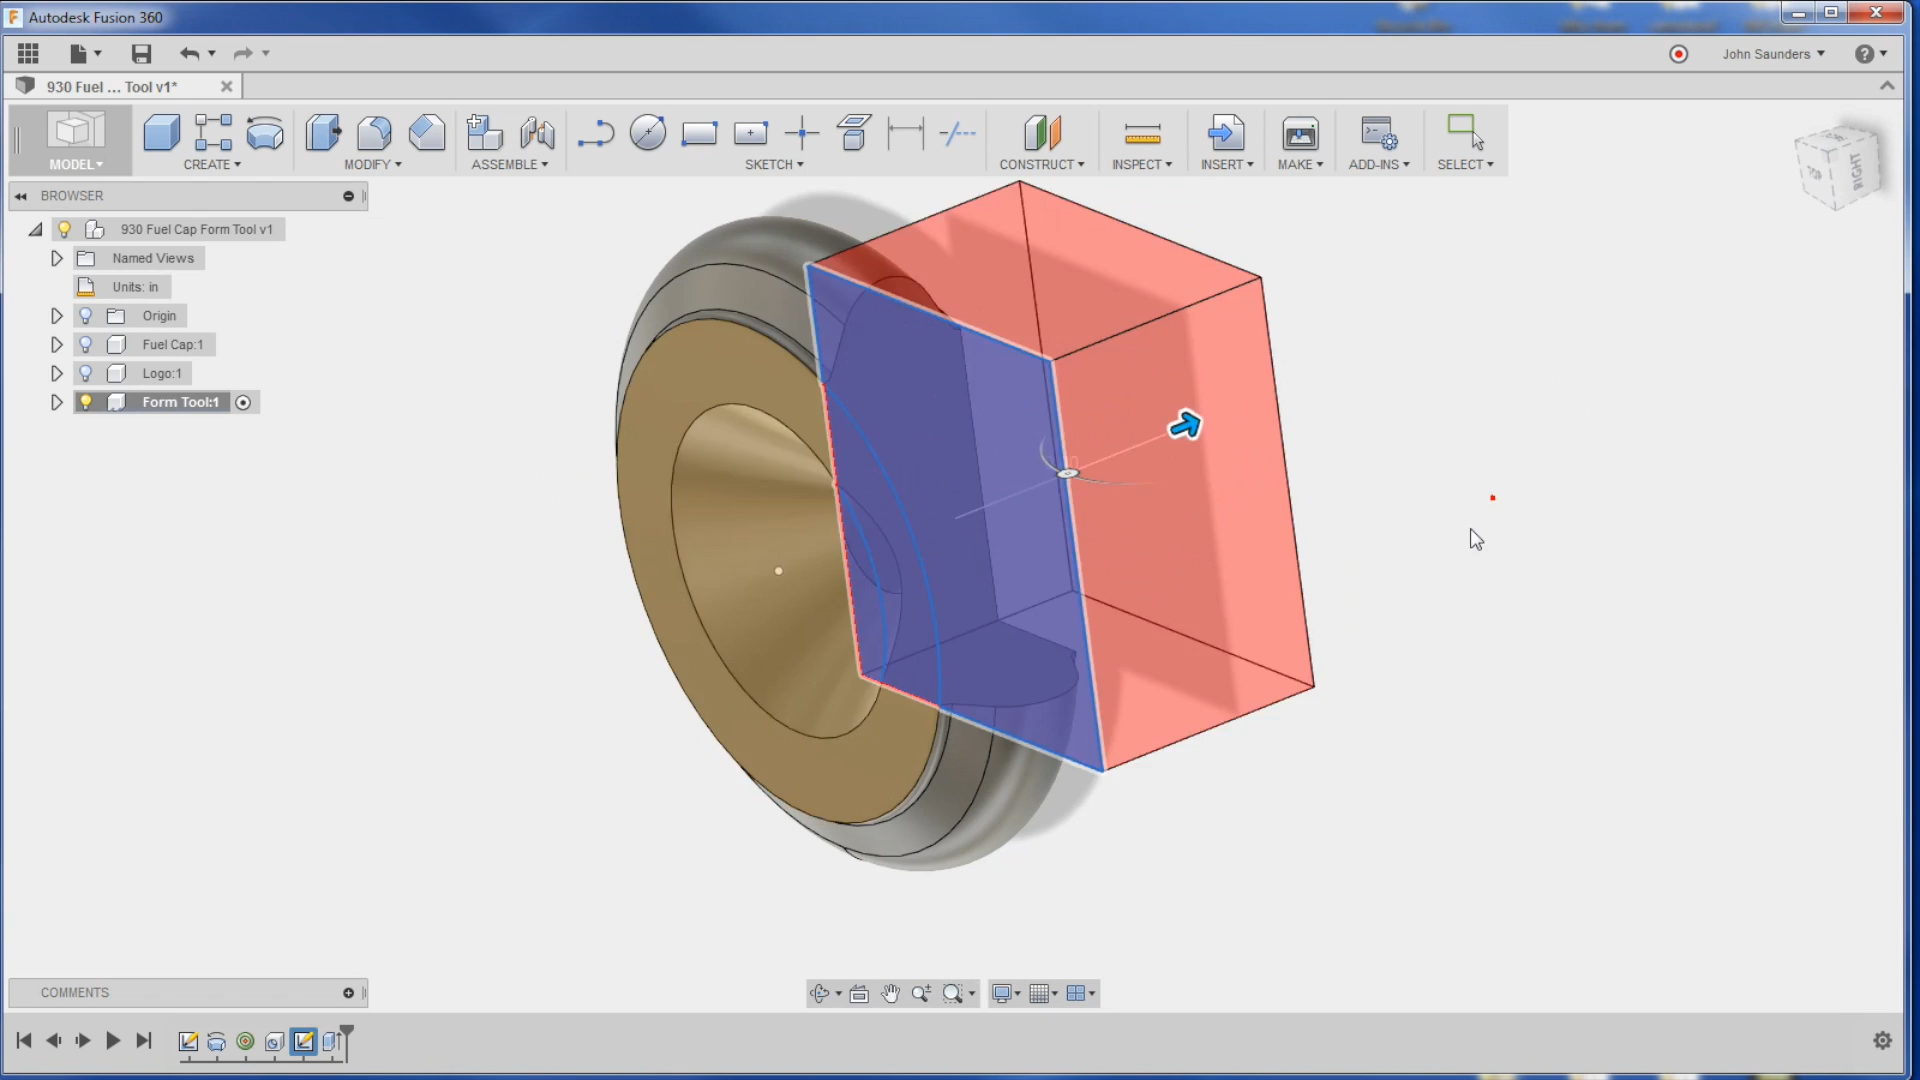 Autodesk Fusion 360
John Saunders
930 Fuel ... Tool v1*
MODEL
CREATE
MODIFY
ASSEMBLE
SKETCH
CONSTRUCT
INSPECT
INSERT
MAKE
ADD-INS
SELECT
TOP
RIGHT
BROWSER
930 Fuel Cap Form Tool v1
Named Views
Units: in
Origin
Fuel Cap:1
Logo:1
Form Tool:1
COMMENTS